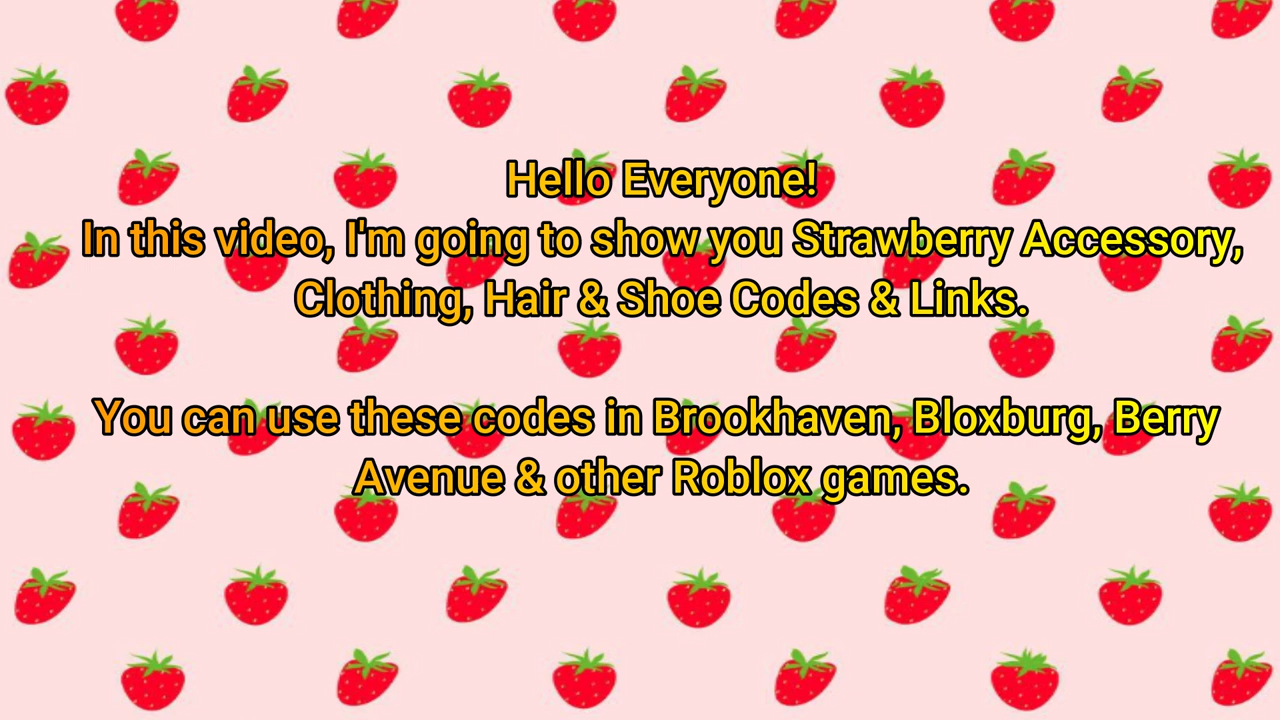 Hello Everyone!
In this video, I'm going to show you Strawberry Accessory,
Clothing, Hair & Shoe Codes & Links.
You can use these codes in Brookhaven, Bloxburg, Berry
Avenue & other Roblox games.